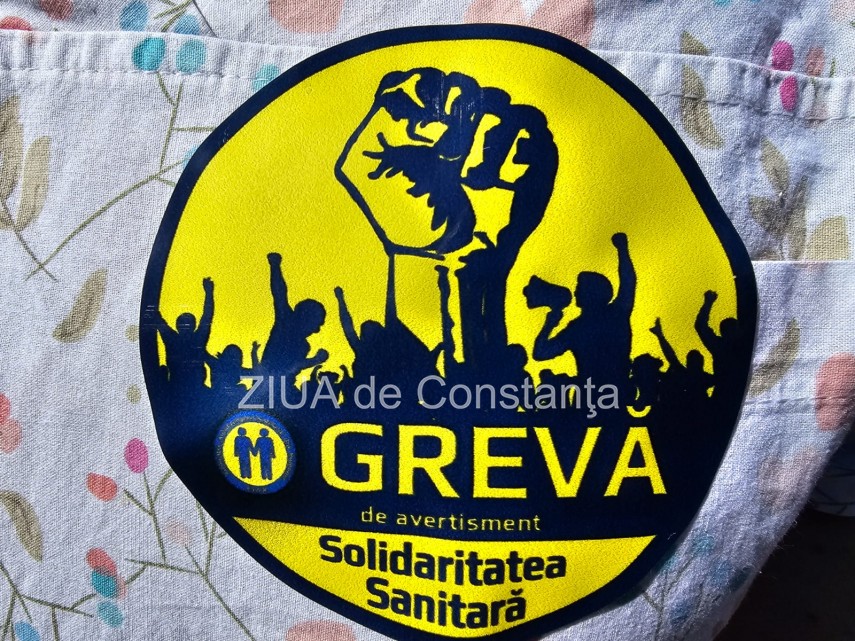 ZIUA de Constanţa
GREVĂ
de avertisment
Solidaritatea
Sanitară